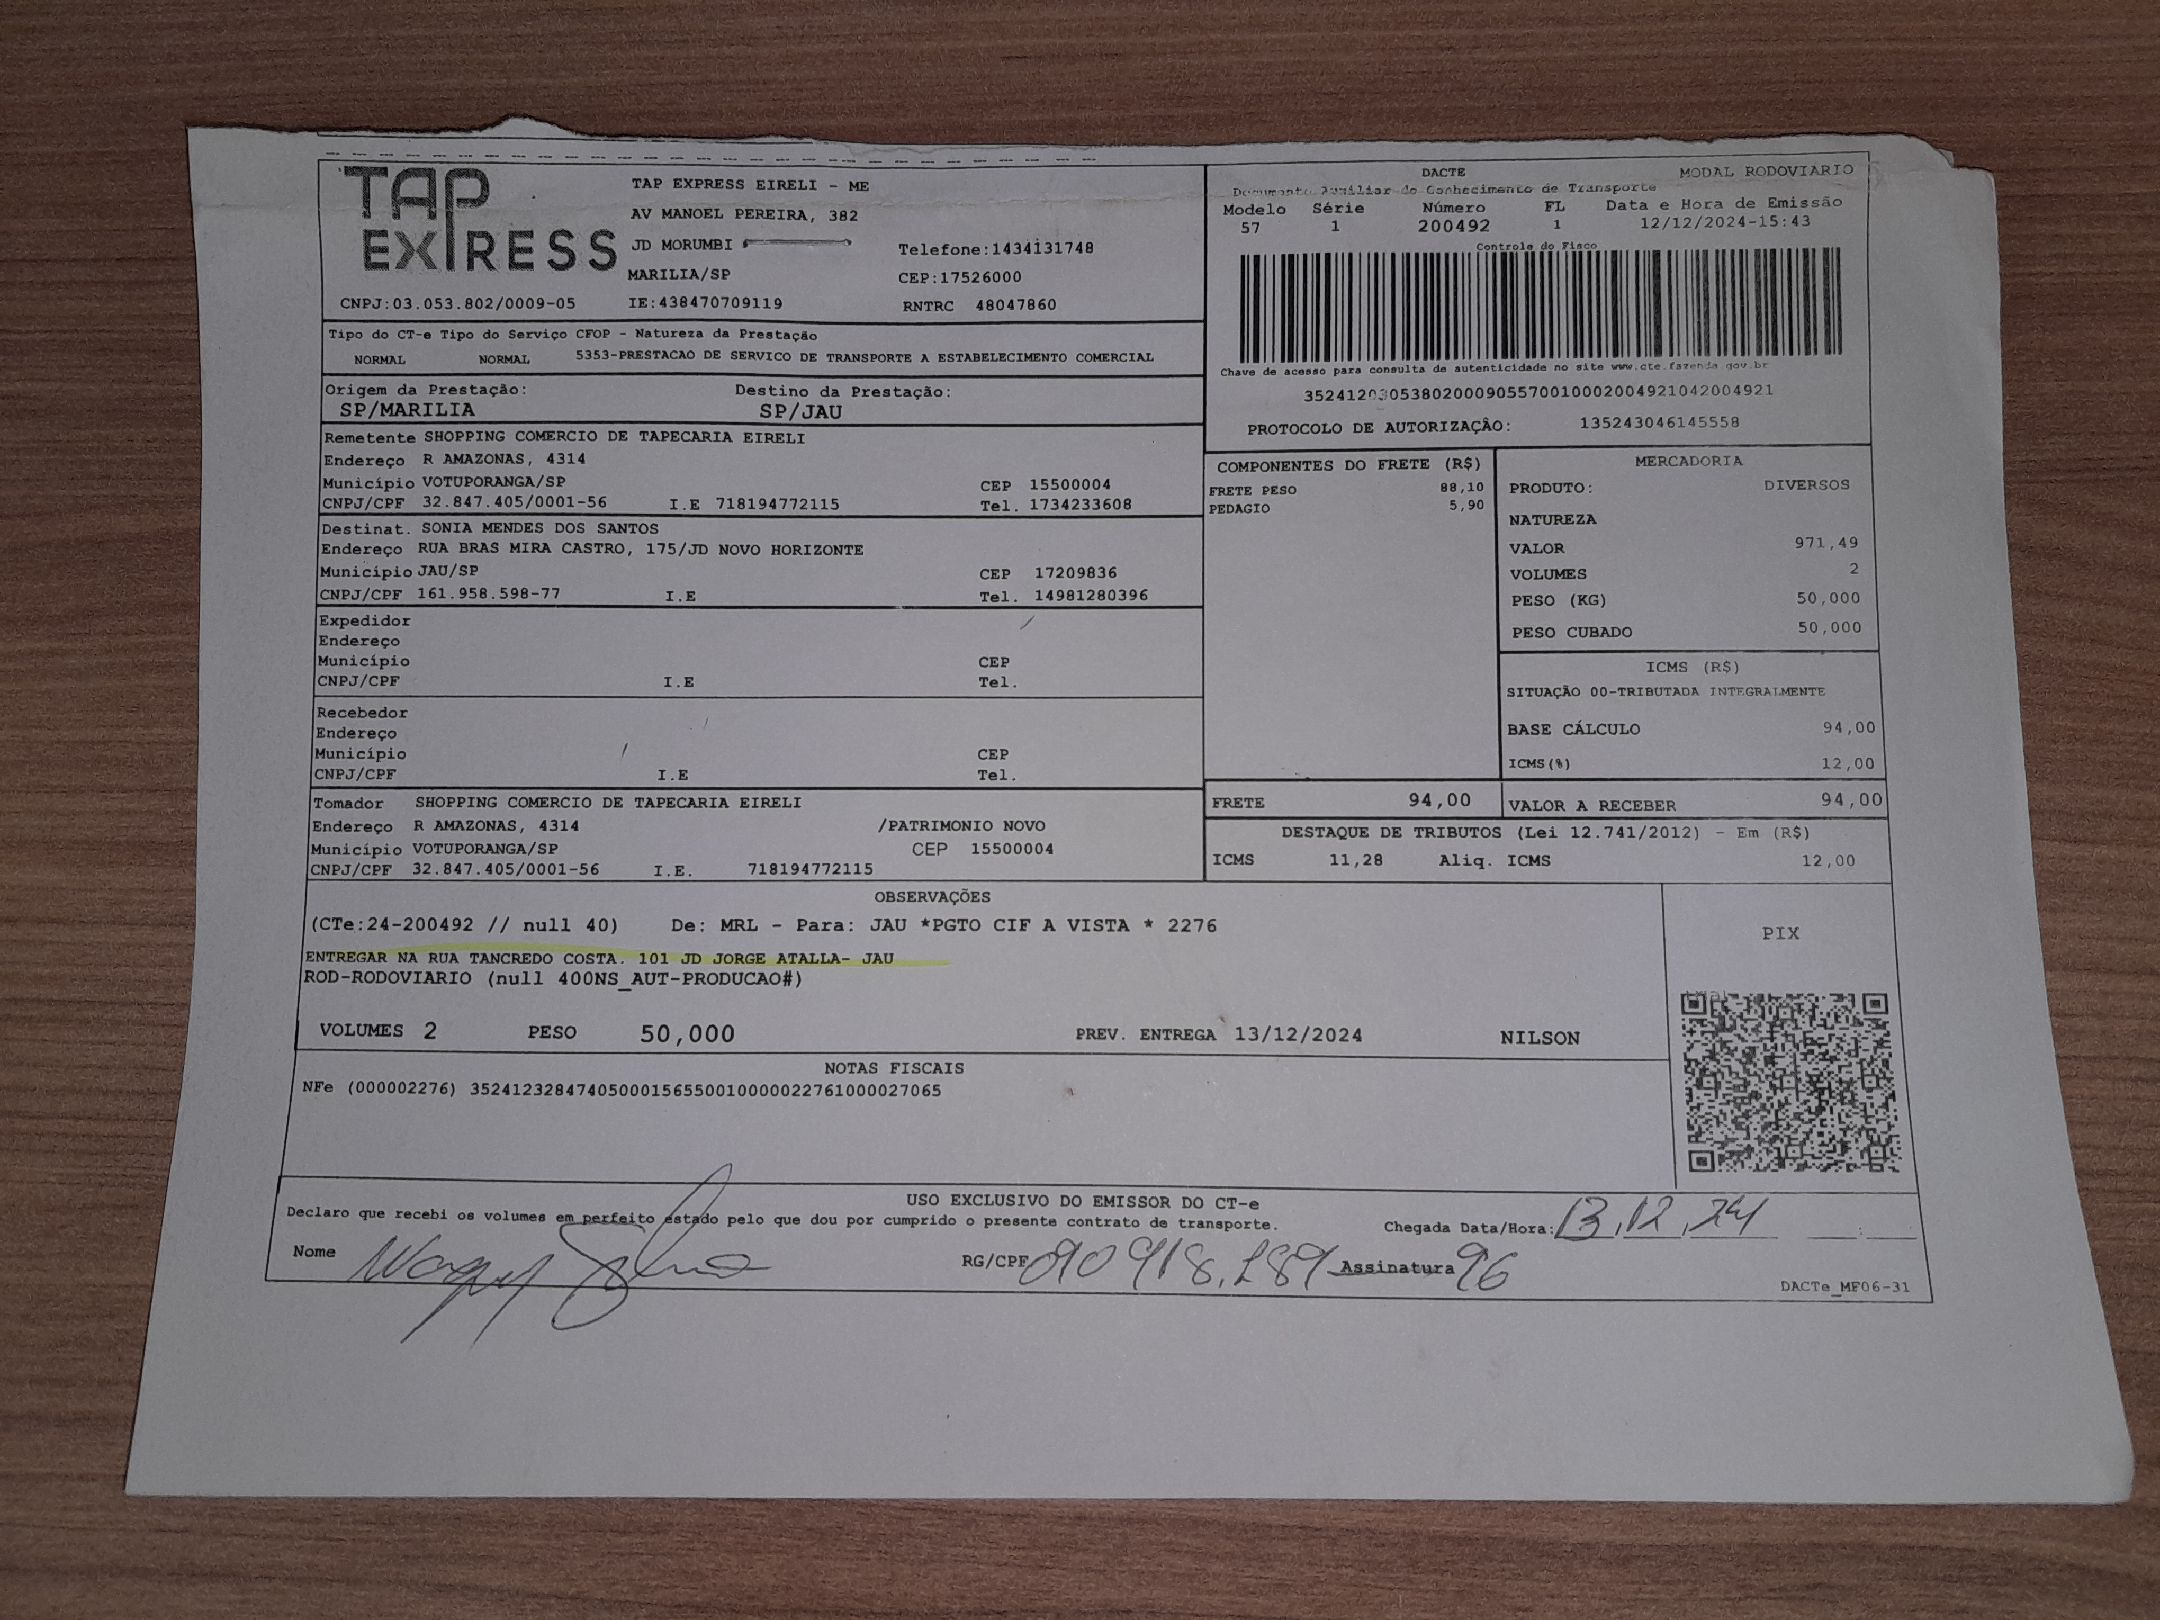 TAP
EXPRESS
TAP EXPRESS EIRELI - ME
AV MANOEL PEREIRA, 382
JD MORUMBI
Telefone:1434131748
MARILIA/SP
CEP:17526000
CNPJ:03.053.802/0009-05 IE:438470709119 RNTRC 48047860
DACTE MODAL RODOVIARIO
Documento Auxiliar do Conhecimento de Transporte
Modelo Série Número FL Data e Hora de Emissão
57 1 200492 1 12/12/2024-15:43
Controle do Fisco
Chave de acesso para consulta de autenticidade no site www.cte.fazenda.gov.br
35241203053802000905570010002004921042004921
PROTOCOLO DE AUTORIZAÇÃO: 135243046145558
Tipo do CT-e Tipo do Serviço CFOP - Natureza da Prestação
NORMAL NORMAL 5353-PRESTACAO DE SERVICO DE TRANSPORTE A ESTABELECIMENTO COMERCIAL
Origem da Prestação: Destino da Prestação:
SP/MARILIA SP/JAU
Remetente SHOPPING COMERCIO DE TAPECARIA EIRELI
Endereço R AMAZONAS, 4314
Município VOTUPORANGA/SP CEP 15500004
CNPJ/CPF 32.847.405/0001-56 I.E 718194772115 Tel. 1734233608
Destinat. SONIA MENDES DOS SANTOS
Endereço RUA BRAS MIRA CASTRO, 175/JD NOVO HORIZONTE
Município JAU/SP CEP 17209836
CNPJ/CPF 161.958.598-77 I.E Tel. 14981280396
Expedidor
Endereço
Município CEP
CNPJ/CPF I.E Tel.
Recebedor
Endereço
Município CEP
CNPJ/CPF I.E Tel.
Tomador SHOPPING COMERCIO DE TAPECARIA EIRELI
Endereço R AMAZONAS, 4314 /PATRIMONIO NOVO
Município VOTUPORANGA/SP CEP 15500004
CNPJ/CPF 32.847.405/0001-56 I.E. 718194772115
COMPONENTES DO FRETE (R$)
FRETE PESO 88,10
PEDAGIO 5,90
MERCADORIA
PRODUTO: DIVERSOS
NATUREZA
VALOR 971,49
VOLUMES 2
PESO (KG) 50,000
PESO CUBADO 50,000
ICMS (R$)
SITUAÇÃO 00-TRIBUTADA INTEGRALMENTE
BASE CÁLCULO 94,00
ICMS(%) 12,00
FRETE 94,00 VALOR A RECEBER 94,00
DESTAQUE DE TRIBUTOS (Lei 12.741/2012) - Em (R$)
ICMS 11,28 Aliq. ICMS 12,00
OBSERVAÇÕES
(CTe:24-200492 // null 40) De: MRL - Para: JAU *PGTO CIF A VISTA * 2276
ENTREGAR NA RUA TANCREDO COSTA. 101 JD JORGE ATALLA- JAU
ROD-RODOVIARIO (null 400NS_AUT-PRODUCAO#)
VOLUMES 2 PESO 50,000 PREV. ENTREGA 13/12/2024 NILSON
PIX
NOTAS FISCAIS
NFe (000002276) 35241232847405000156550010000022761000027065
USO EXCLUSIVO DO EMISSOR DO CT-e
Declaro que recebi os volumes em perfeito estado pelo que dou por cumprido o presente contrato de transporte.
Chegada Data/Hora: 13,12,24
Nome
RG/CPF Assinatura 96
DACTe_MF06-31